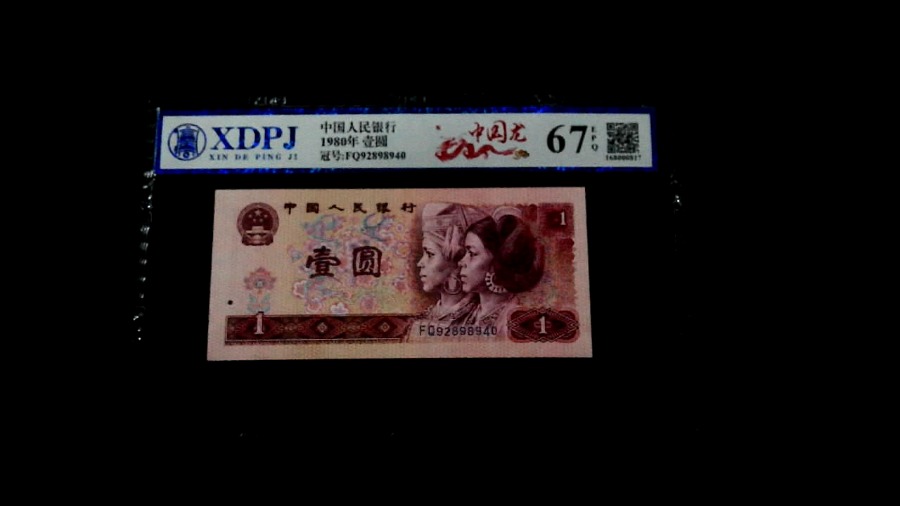 XDPJ
XIN DE PING JI
中国人民银行
1980年 壹圆
冠号:FQ92898940
中国龙
67
EPQ
中国人民银行
1
壹圆
1
FQ92898940
1